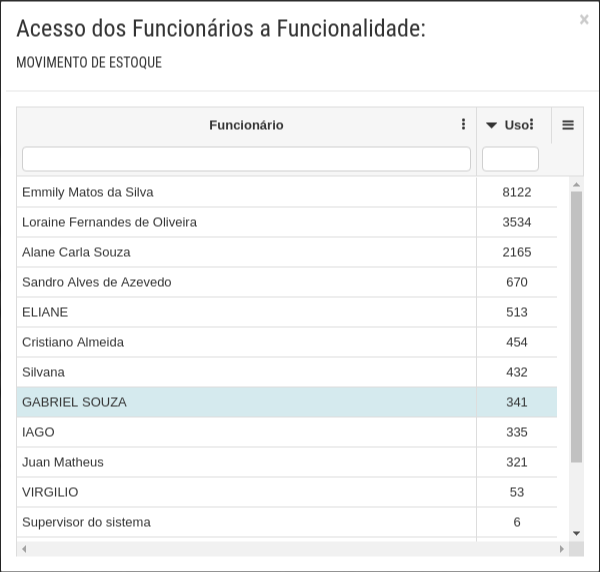 Acesso dos Funcionários a Funcionalidade:
×
MOVIMENTO DE ESTOQUE
Funcionário Uso
Emmily Matos da Silva 8122
Loraine Fernandes de Oliveira 3534
Alane Carla Souza 2165
Sandro Alves de Azevedo 670
ELIANE 513
Cristiano Almeida 454
Silvana 432
GABRIEL SOUZA 341
IAGO 335
Juan Matheus 321
VIRGILIO 53
Supervisor do sistema 6